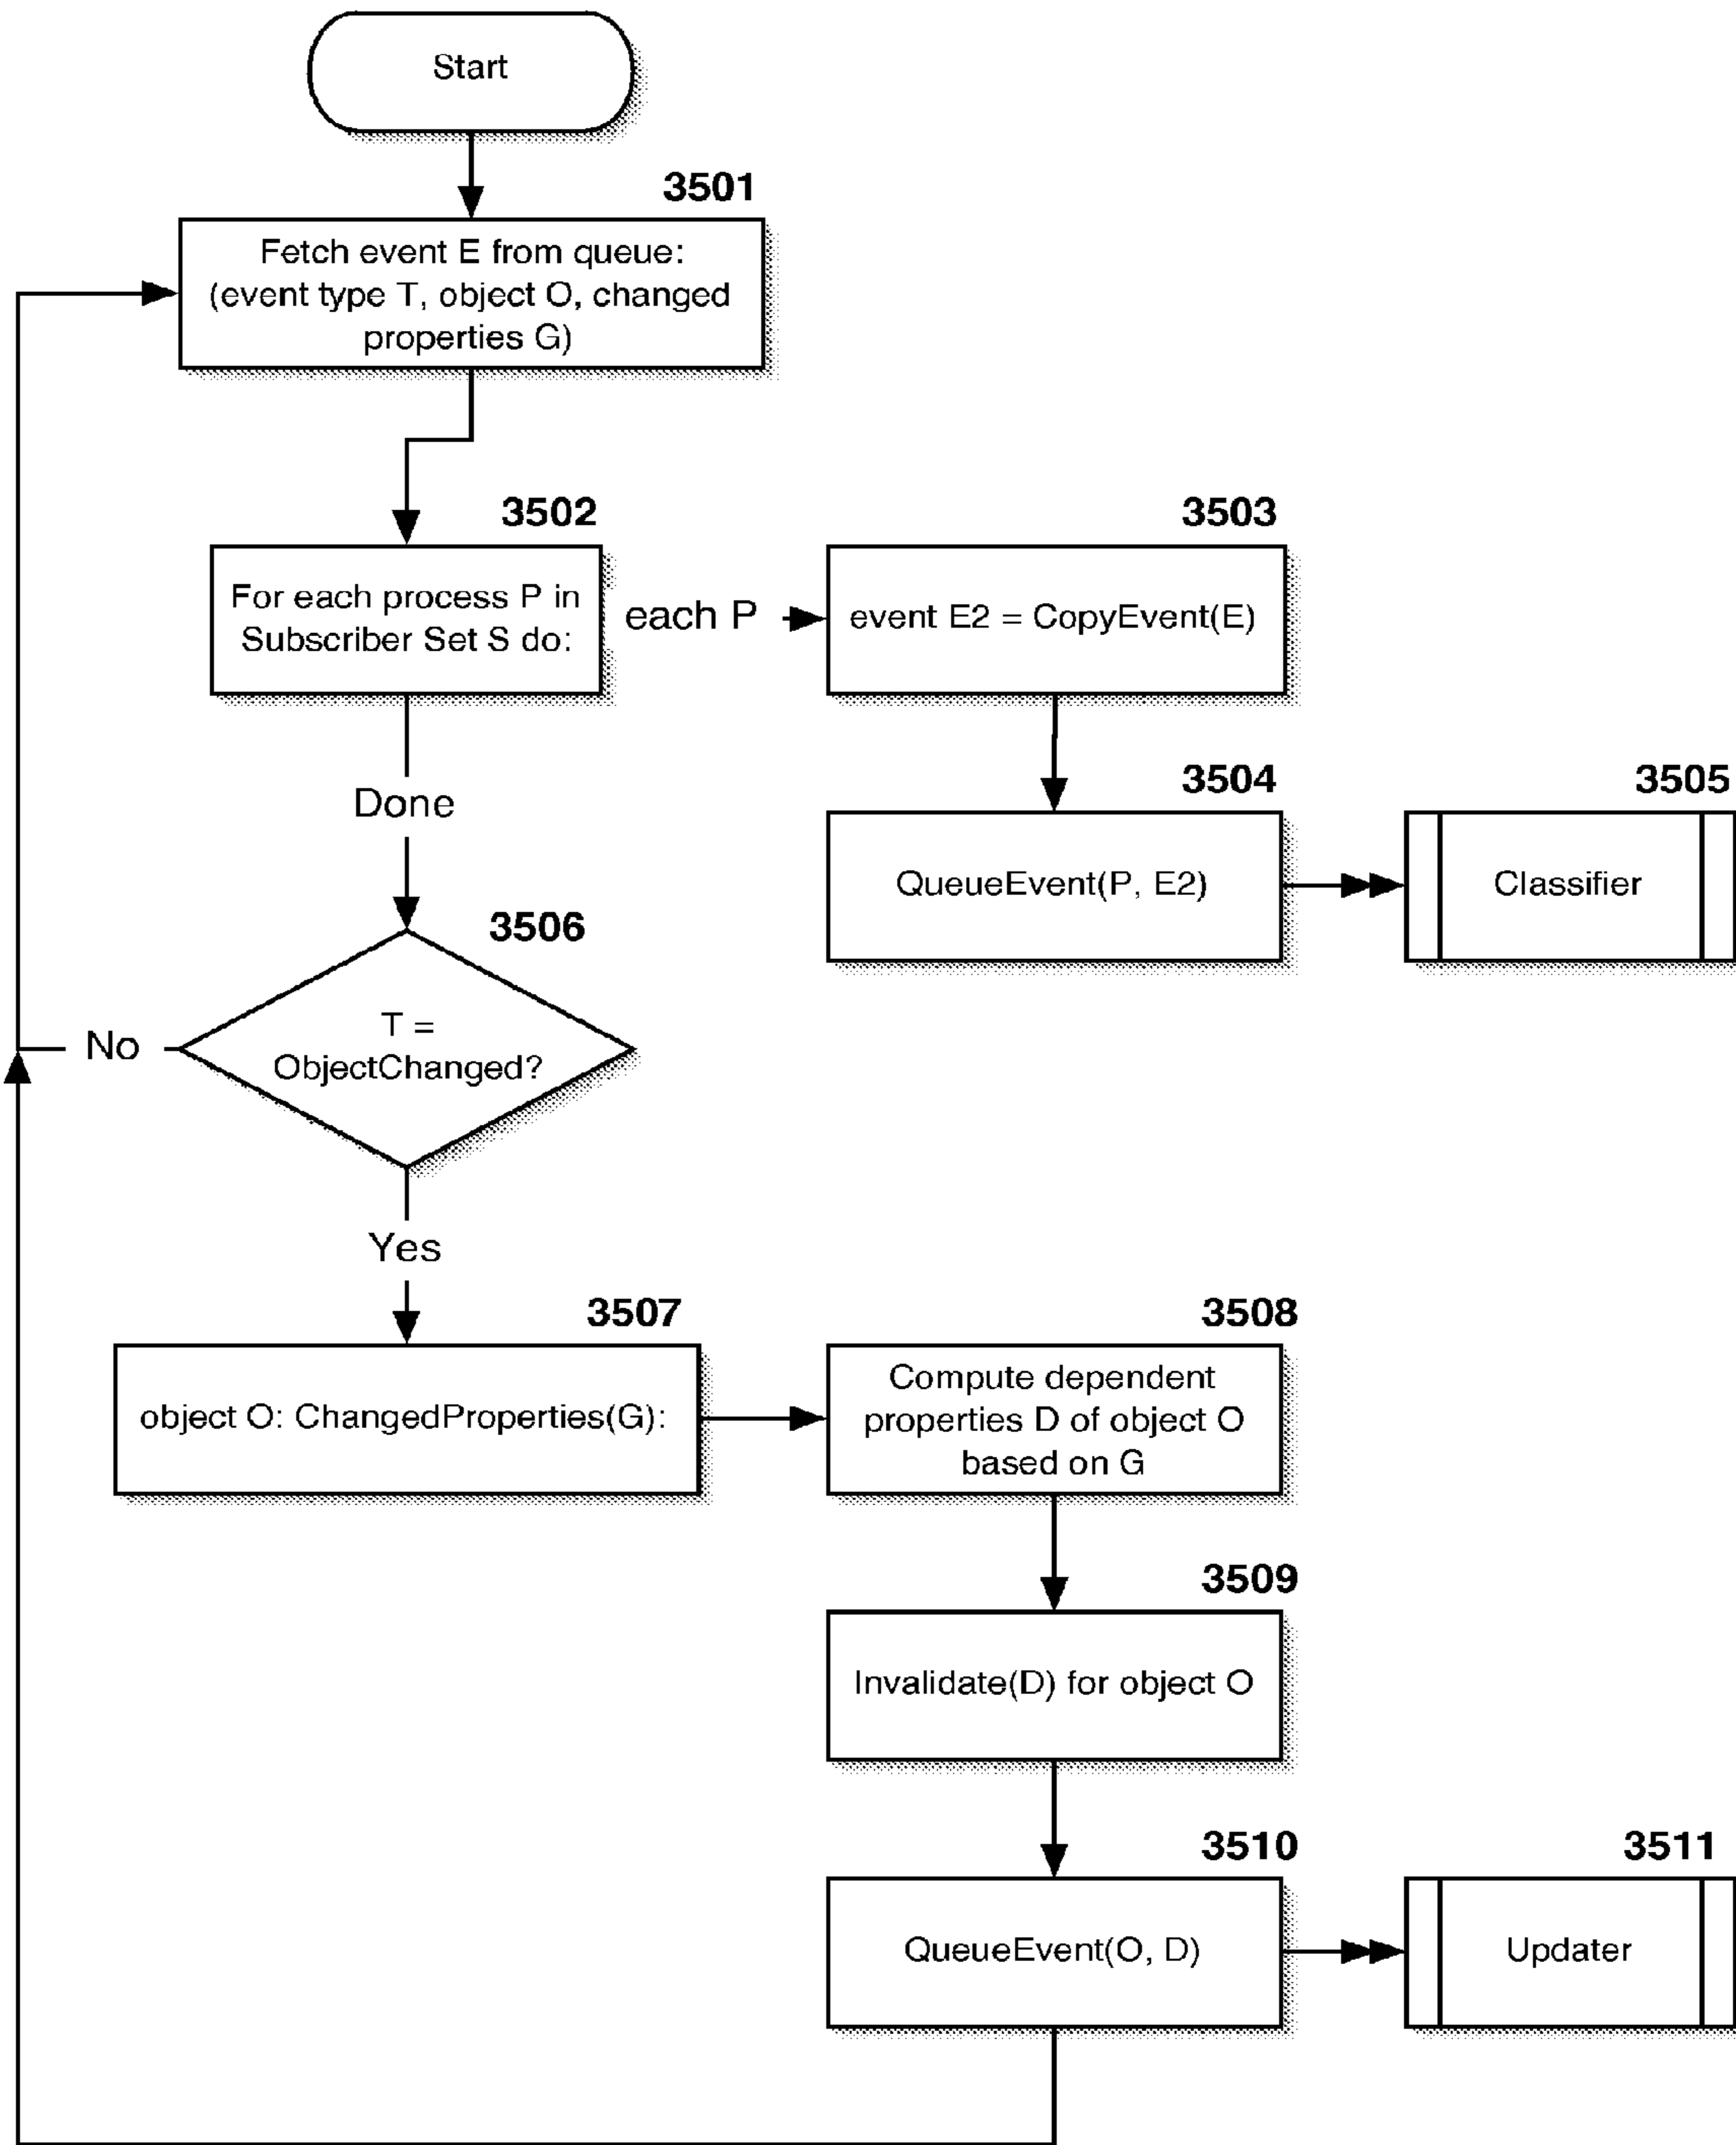 Start
3501
Fetch event E from queue:
(event type T, object O, changed
properties G)
3502
For each process P in
Subscriber Set S do:
each P
3503
event E2 = CopyEvent(E)
3504
QueueEvent(P, E2)
3505
Classifier
Done
3506
T =
ObjectChanged?
No
Yes
3507
object O: ChangedProperties(G):
3508
Compute dependent
properties D of object O
based on G
3509
Invalidate(D) for object O
3510
QueueEvent(O, D)
3511
Updater